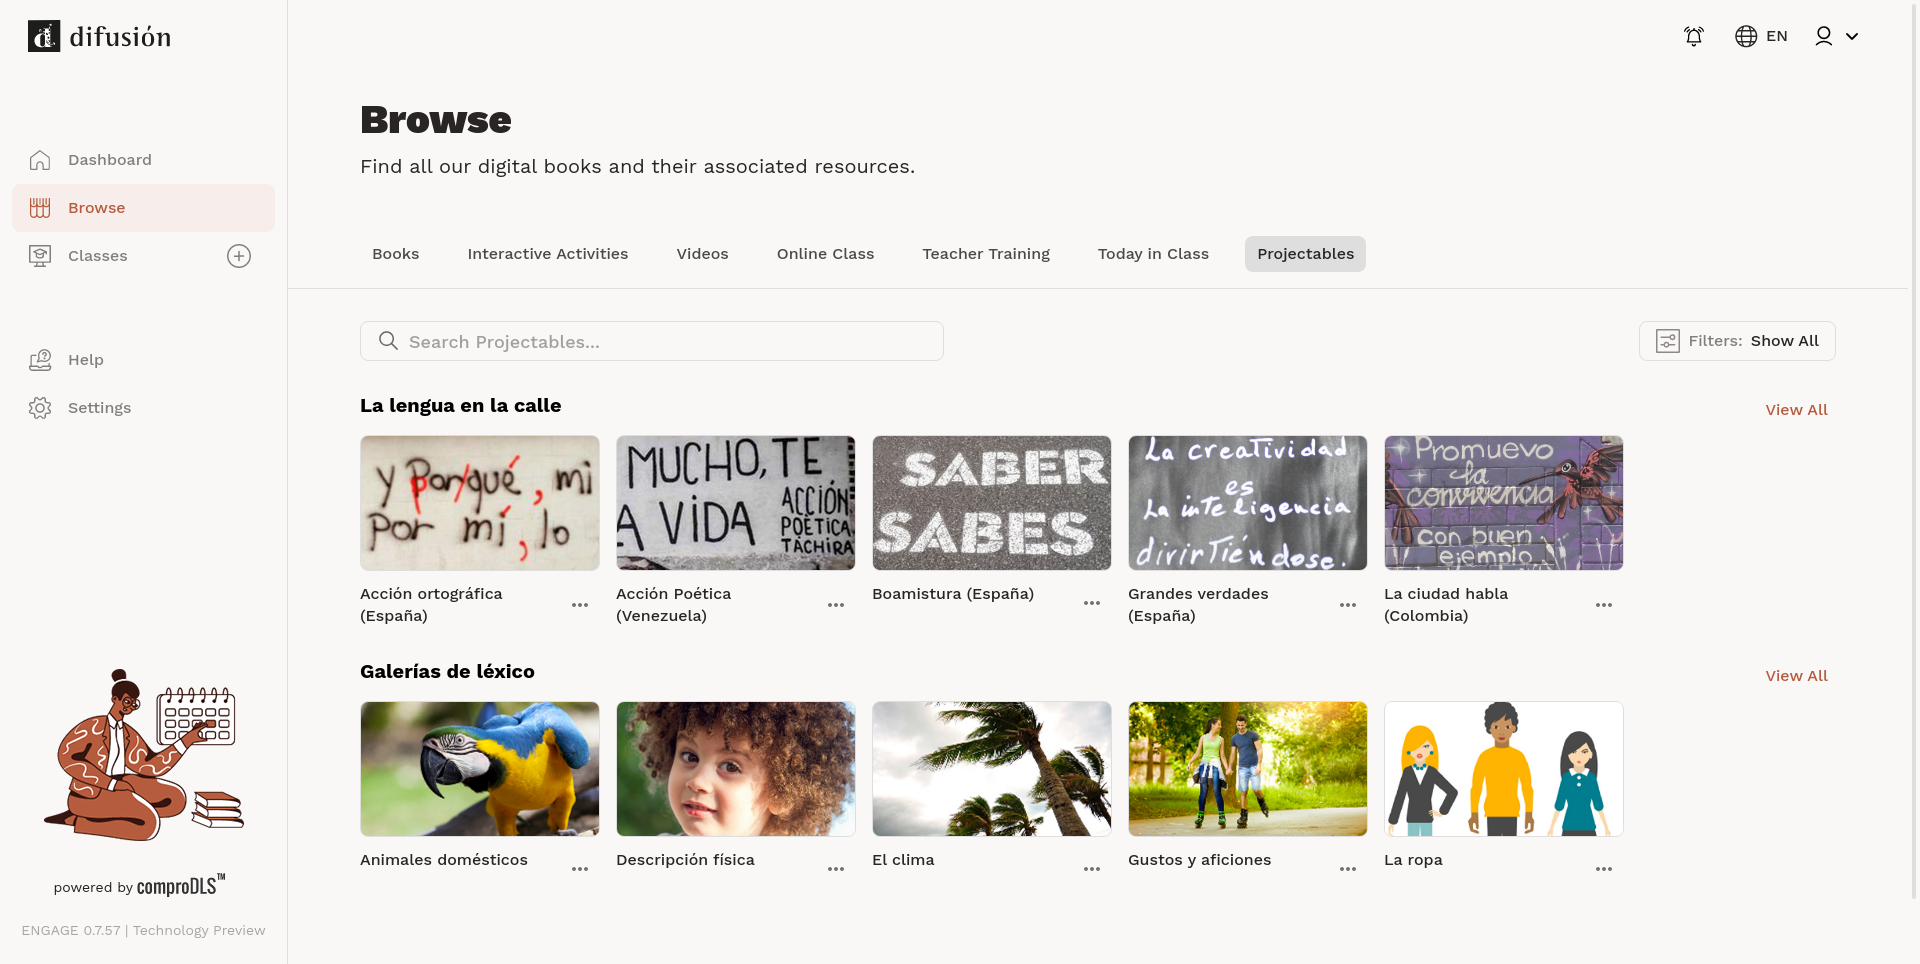 difusión
EN
Dashboard
Browse
Classes
Help
Settings
powered by comproDLS™
ENGAGE 0.7.57 | Technology Preview
Browse
Find all our digital books and their associated resources.
Books
Interactive Activities
Videos
Online Class
Teacher Training
Today in Class
Projectables
Search Projectables...
Filters: Show All
La lengua en la calle
View All
y Por/qué, mi
por mí, lo
MUCHO, TE
A VIDA
ACCIÓN
POÉTICA
TÁCHIRA
SABER
SABES
La creatividad
es
La inteligencia
divirtiéndose.
Promuevo
la
convivencia
con buen
ejemplo
Acción ortográfica
(España)
Acción Poética
(Venezuela)
Boamistura (España)
Grandes verdades
(España)
La ciudad habla
(Colombia)
Galerías de léxico
View All
Animales domésticos
Descripción física
El clima
Gustos y aficiones
La ropa